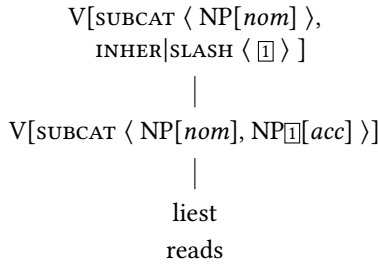 V[SUBCAT ⟨ NP[nom] ⟩,
INHER|SLASH ⟨ 1 ⟩ ]
V[SUBCAT ⟨ NP[nom], NP1[acc] ⟩]
liest
reads